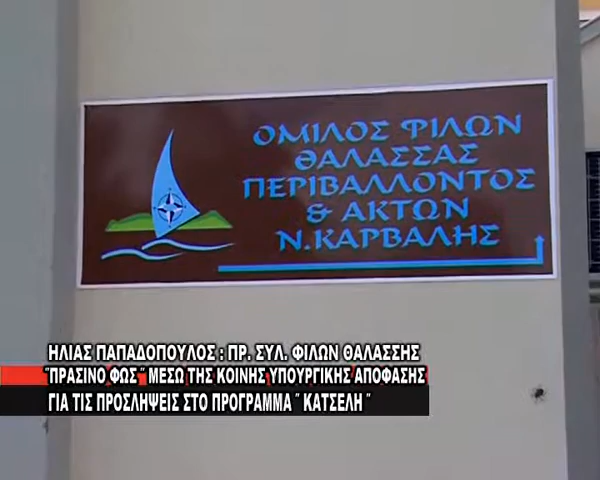 ΟΜΙΛΟΣ ΦΙΛΩΝ
ΘΑΛΑΣΣΑΣ
ΠΕΡΙΒΑΛΛΟΝΤΟΣ
& ΑΚΤΩΝ
Ν.ΚΑΡΒΑΛΗΣ
ΗΛΙΑΣ ΠΑΠΑΔΟΠΟΥΛΟΣ : ΠΡ. ΣΥΛ. ΦΙΛΩΝ ΘΑΛΑΣΣΗΣ
"ΠΡΑΣΙΝΟ ΦΩΣ" ΜΕΣΩ ΤΗΣ ΚΟΙΝΗΣ ΥΠΟΥΡΓΙΚΗΣ ΑΠΟΦΑΣΗΣ
ΓΙΑ ΤΙΣ ΠΡΟΣΛΗΨΕΙΣ ΣΤΟ ΠΡΟΓΡΑΜΜΑ " ΚΑΤΣΕΛΗ "